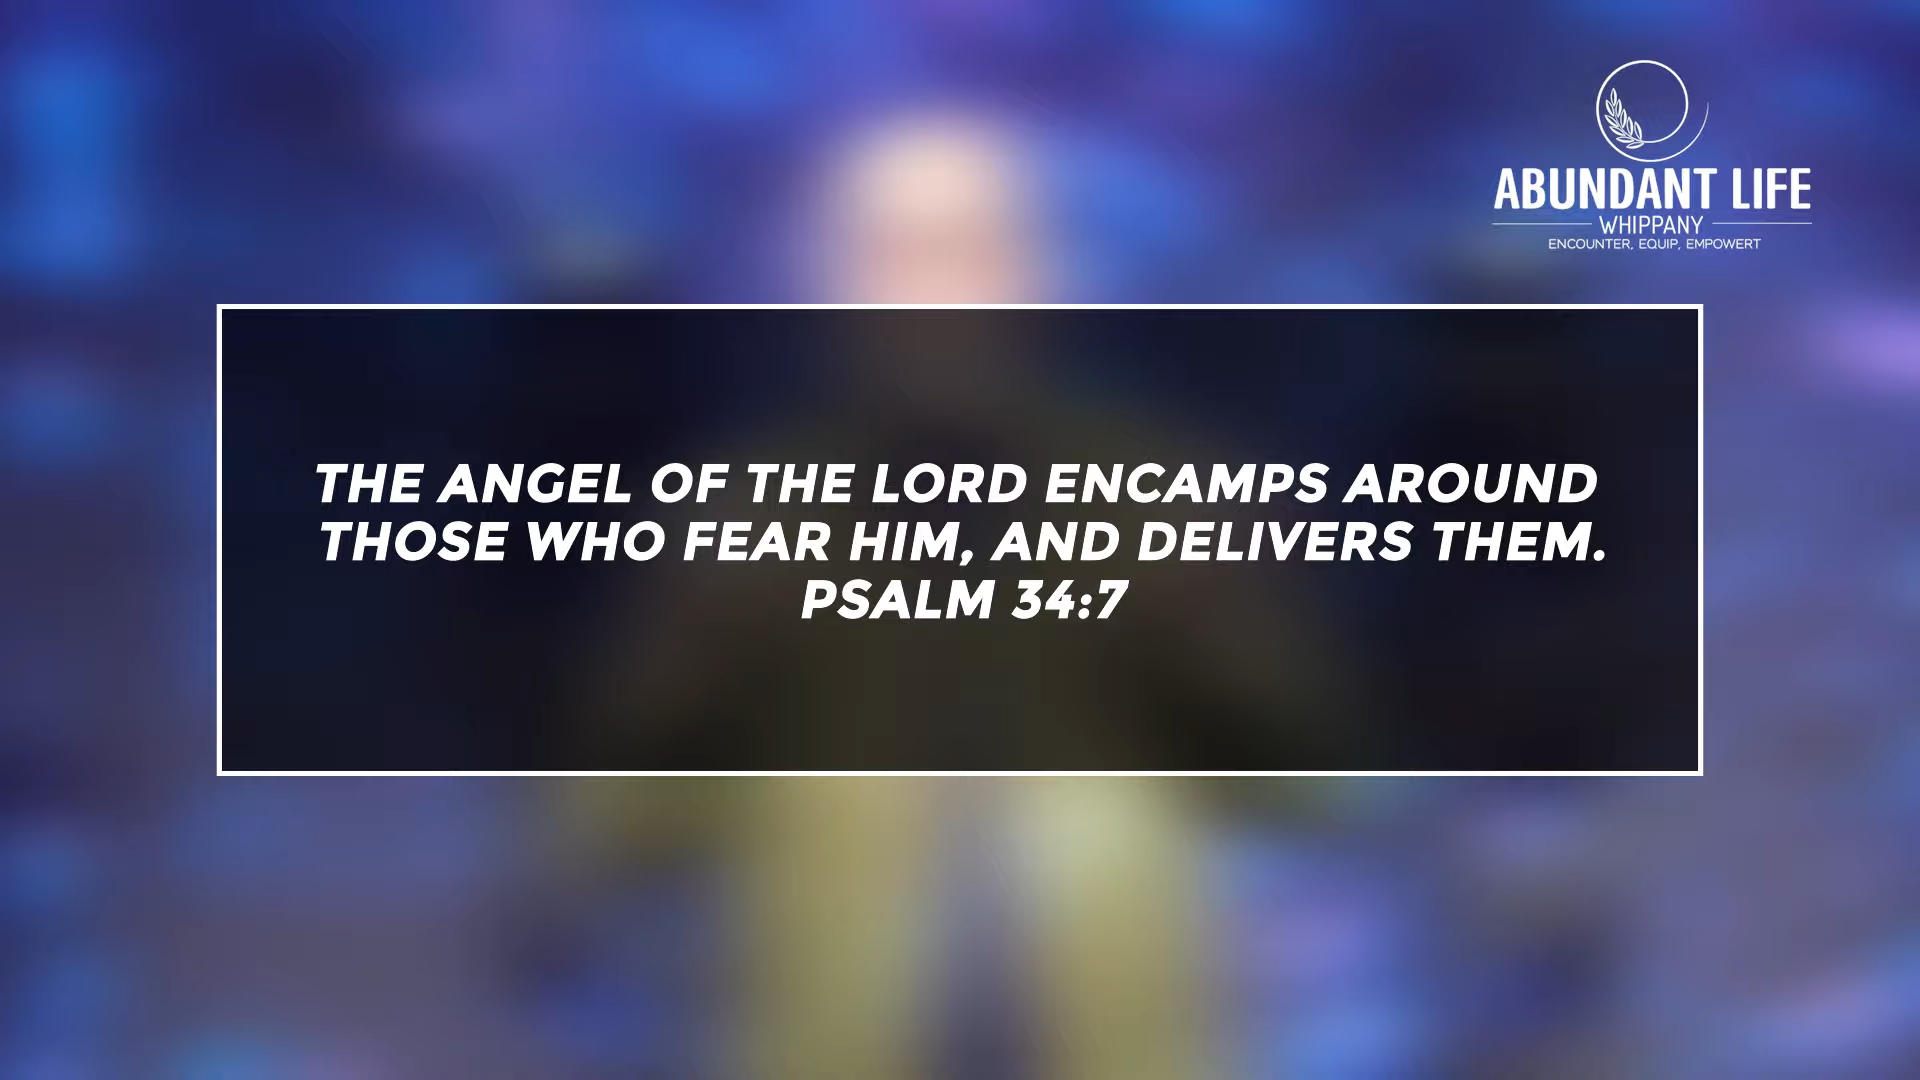 ABUNDANT LIFE
WHIPPANY
ENCOUNTER, EQUIP, EMPOWERT
THE ANGEL OF THE LORD ENCAMPS AROUND
THOSE WHO FEAR HIM, AND DELIVERS THEM.
PSALM 34:7